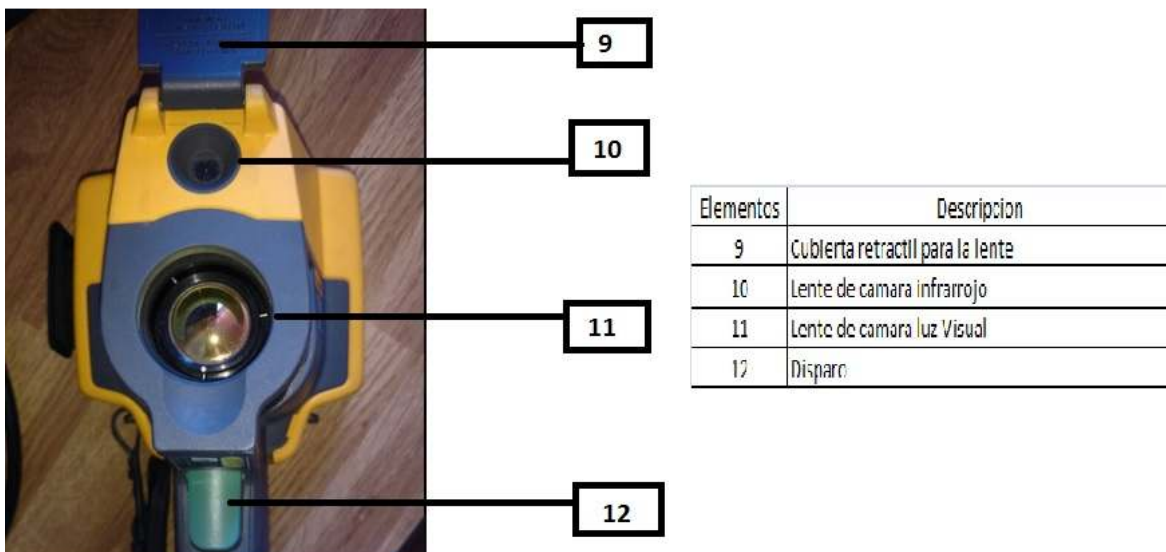 9
10
11
12
Elementos Descripcion
9 Cubierta retractil para la lente
10 Lente de camara infrarrojo
11 Lente de camara luz Visual
12 Disparo